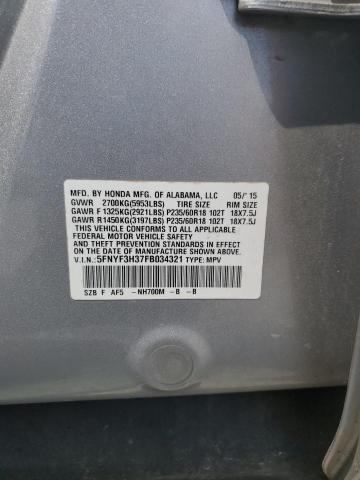 MFD. BY HONDA MFG. OF ALABAMA, LLC 05/'15
GVWR 2700KG(5953LBS) TIRE SIZE RIM SIZE
GAWR F 1325KG(2921LBS) P235/60R18 102T 18X7.5J
GAWR R 1450KG(3197LBS) P235/60R18 102T 18X7.5J
THIS VEHICLE CONFORMS TO ALL APPLICABLE
FEDERAL MOTOR VEHICLE SAFETY
STANDARDS IN EFFECT ON THE DATE OF
MANUFACTURE SHOWN ABOVE.
V.I.N.:5FNYF3H37FB034321 TYPE: MPV
SZB F AF5 -NH700M -B -B